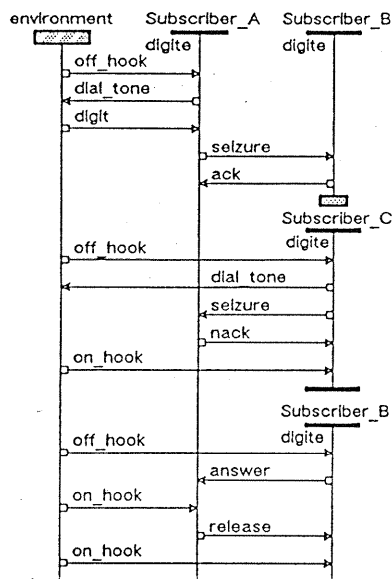 environment Subscriber_A Subscriber_B
digite digite
off_hook
dial_tone
digit
seizure
ack
Subscriber_C
digite
off_hook
dial_tone
seizure
nack
on_hook
Subscriber_B
digite
off_hook
answer
on_hook
release
on_hook